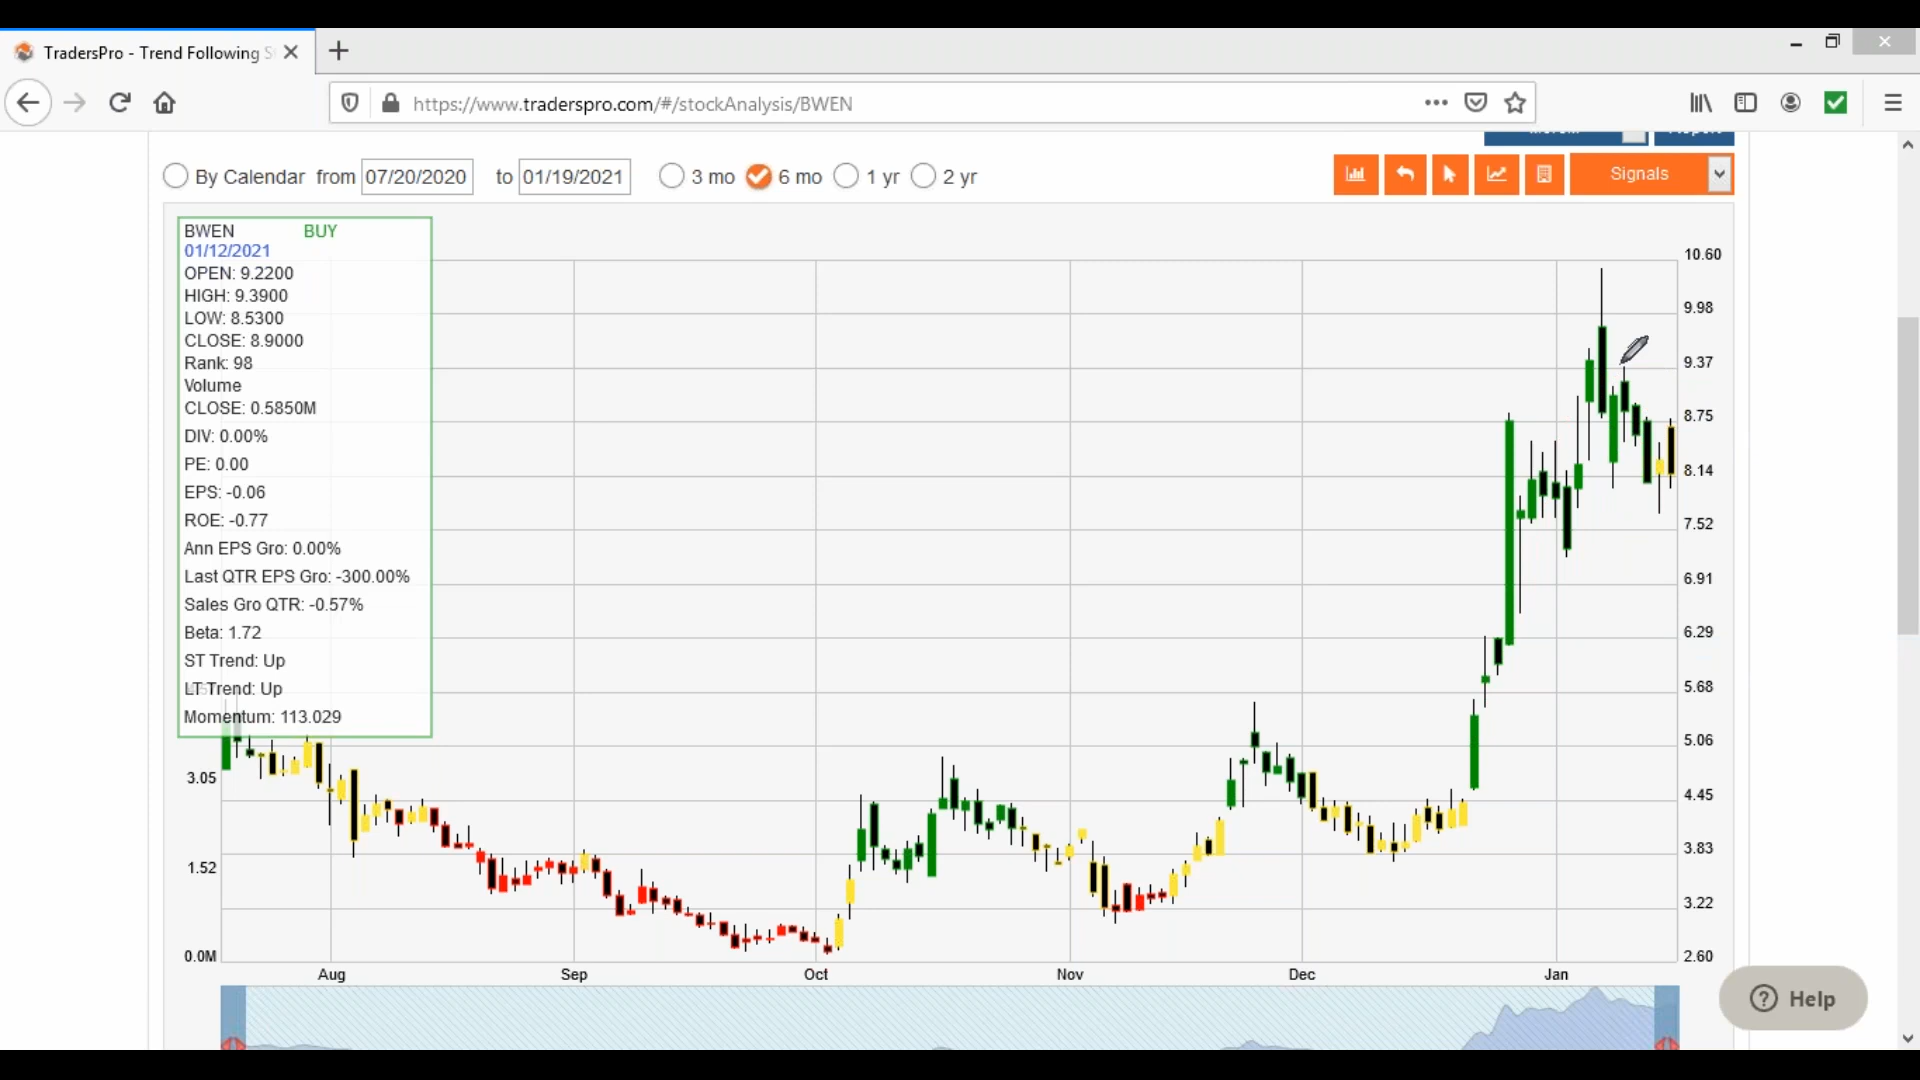 TradersPro - Trend Following S
https://www.traderspro.com/#/stockAnalysis/BWEN
By Calendar from 07/20/2020 to 01/19/2021 3 mo 6 mo 1 yr 2 yr
Signals
BWEN BUY
01/12/2021
OPEN: 9.2200
HIGH: 9.3900
LOW: 8.5300
CLOSE: 8.9000
Rank: 98
Volume
CLOSE: 0.5850M
DIV: 0.00%
PE: 0.00
EPS: -0.06
ROE: -0.77
Ann EPS Gro: 0.00%
Last QTR EPS Gro: -300.00%
Sales Gro QTR: -0.57%
Beta: 1.72
ST Trend: Up
LT Trend: Up
Momentum: 113.029
3.05
1.52
0.0M
10.60
9.98
9.37
8.75
8.14
7.52
6.91
6.29
5.68
5.06
4.45
3.83
3.22
2.60
Aug Sep Oct Nov Dec Jan
Help